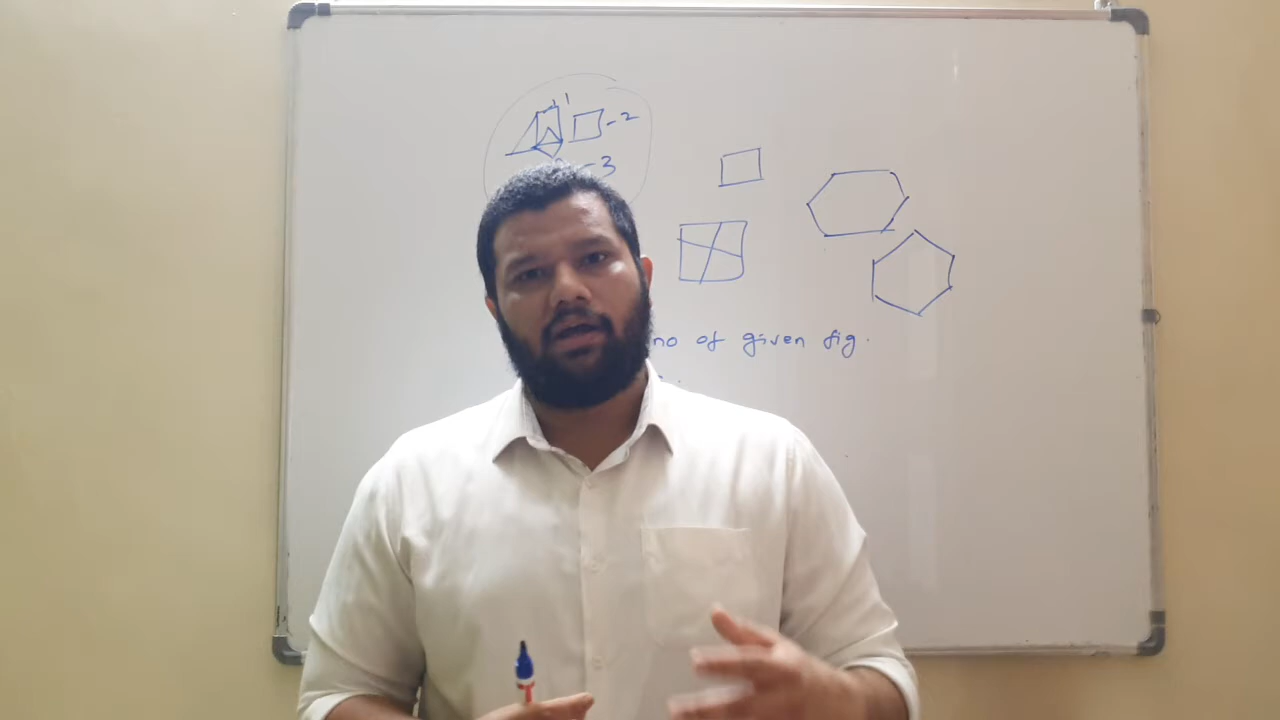 1
- 2
- 3
no of given fig.